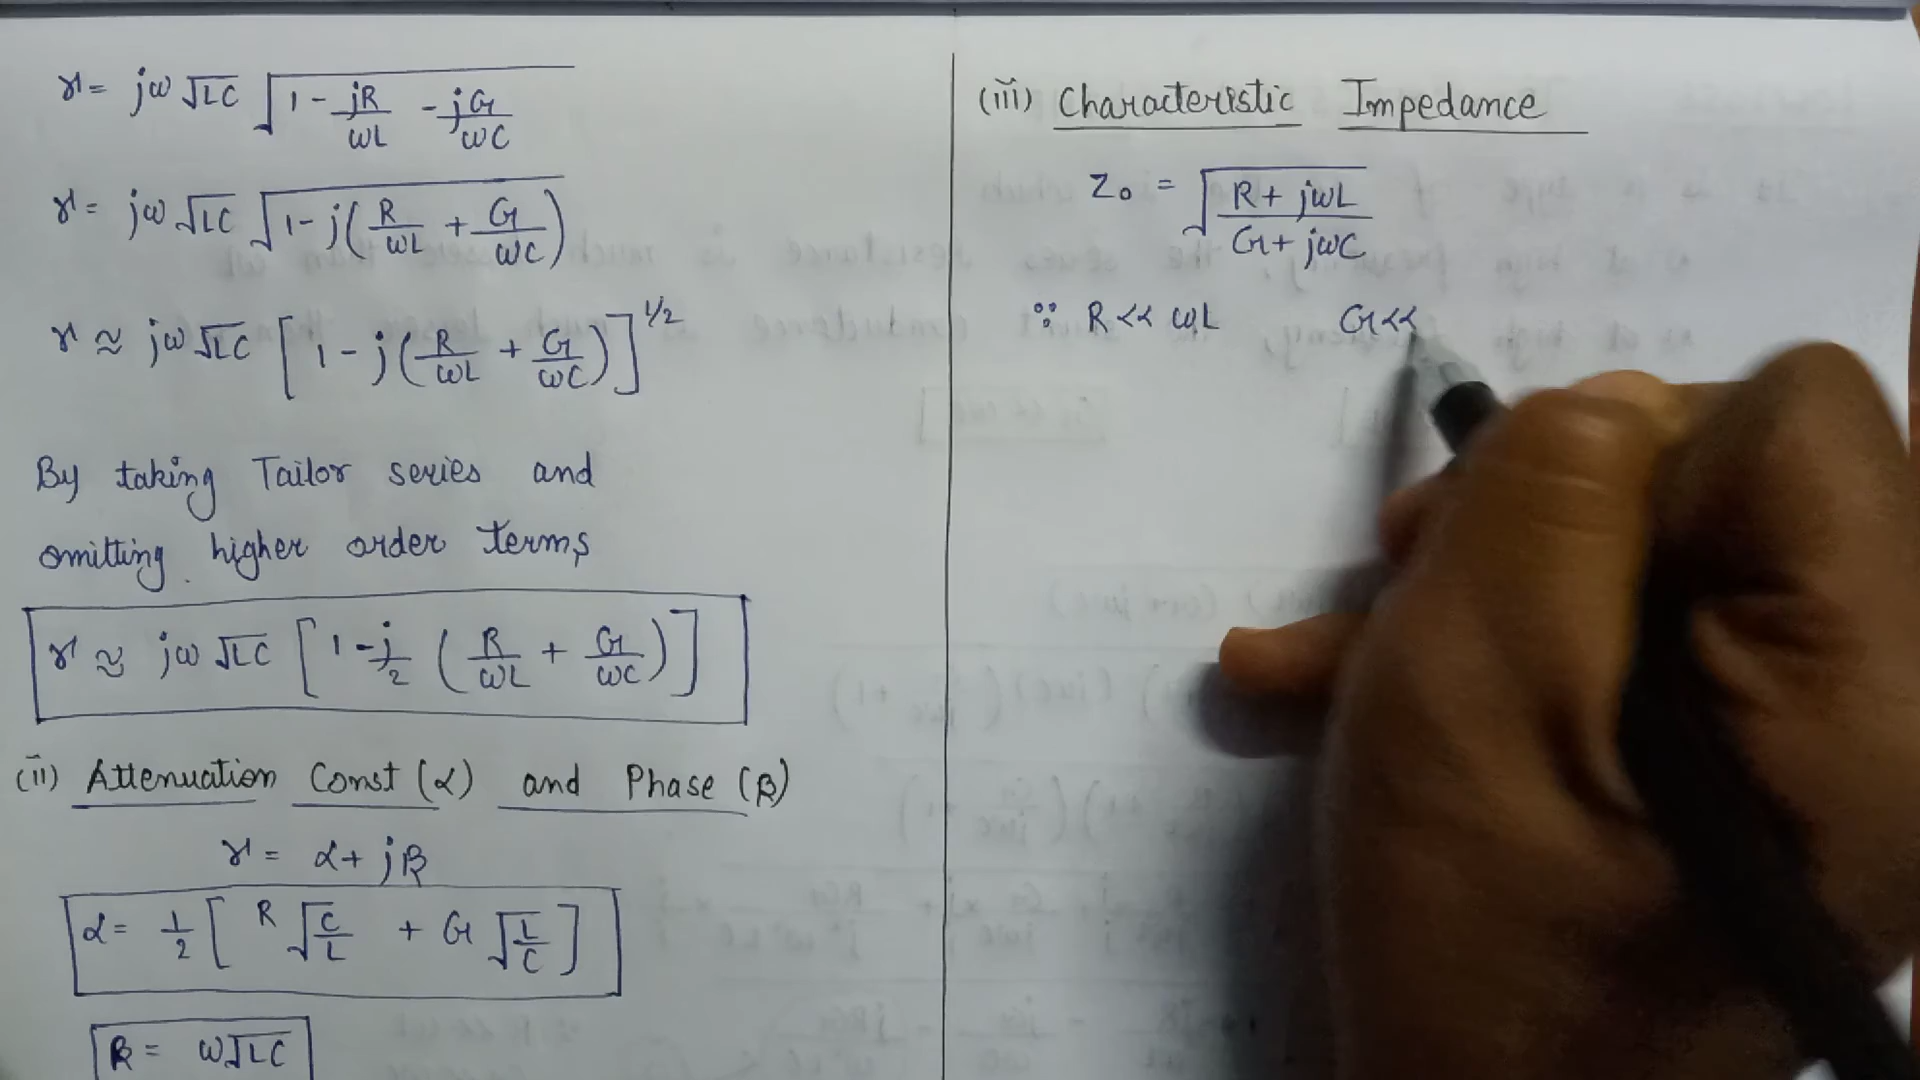 γ = jω √LC √(1 - jR/ωL - jG/ωC)
γ = jω √LC √(1 - j(R/ωL + G/ωC))
γ ≈ jω √LC [1 - j(R/ωL + G/ωC)]^1/2
By taking Tailor series and
omitting higher order terms
γ ≈ jω √LC [1 - j/2 (R/ωL + G/ωC)]
(ii) Attenuation Const (α) and Phase (β)
γ = α + jβ
α = 1/2 [R √(C/L) + G √(L/C)]
β = ω√LC
(iii) Characteristic Impedance
Z₀ = √((R + jωL)/(G + jωC))
∵ R << ωL G <<